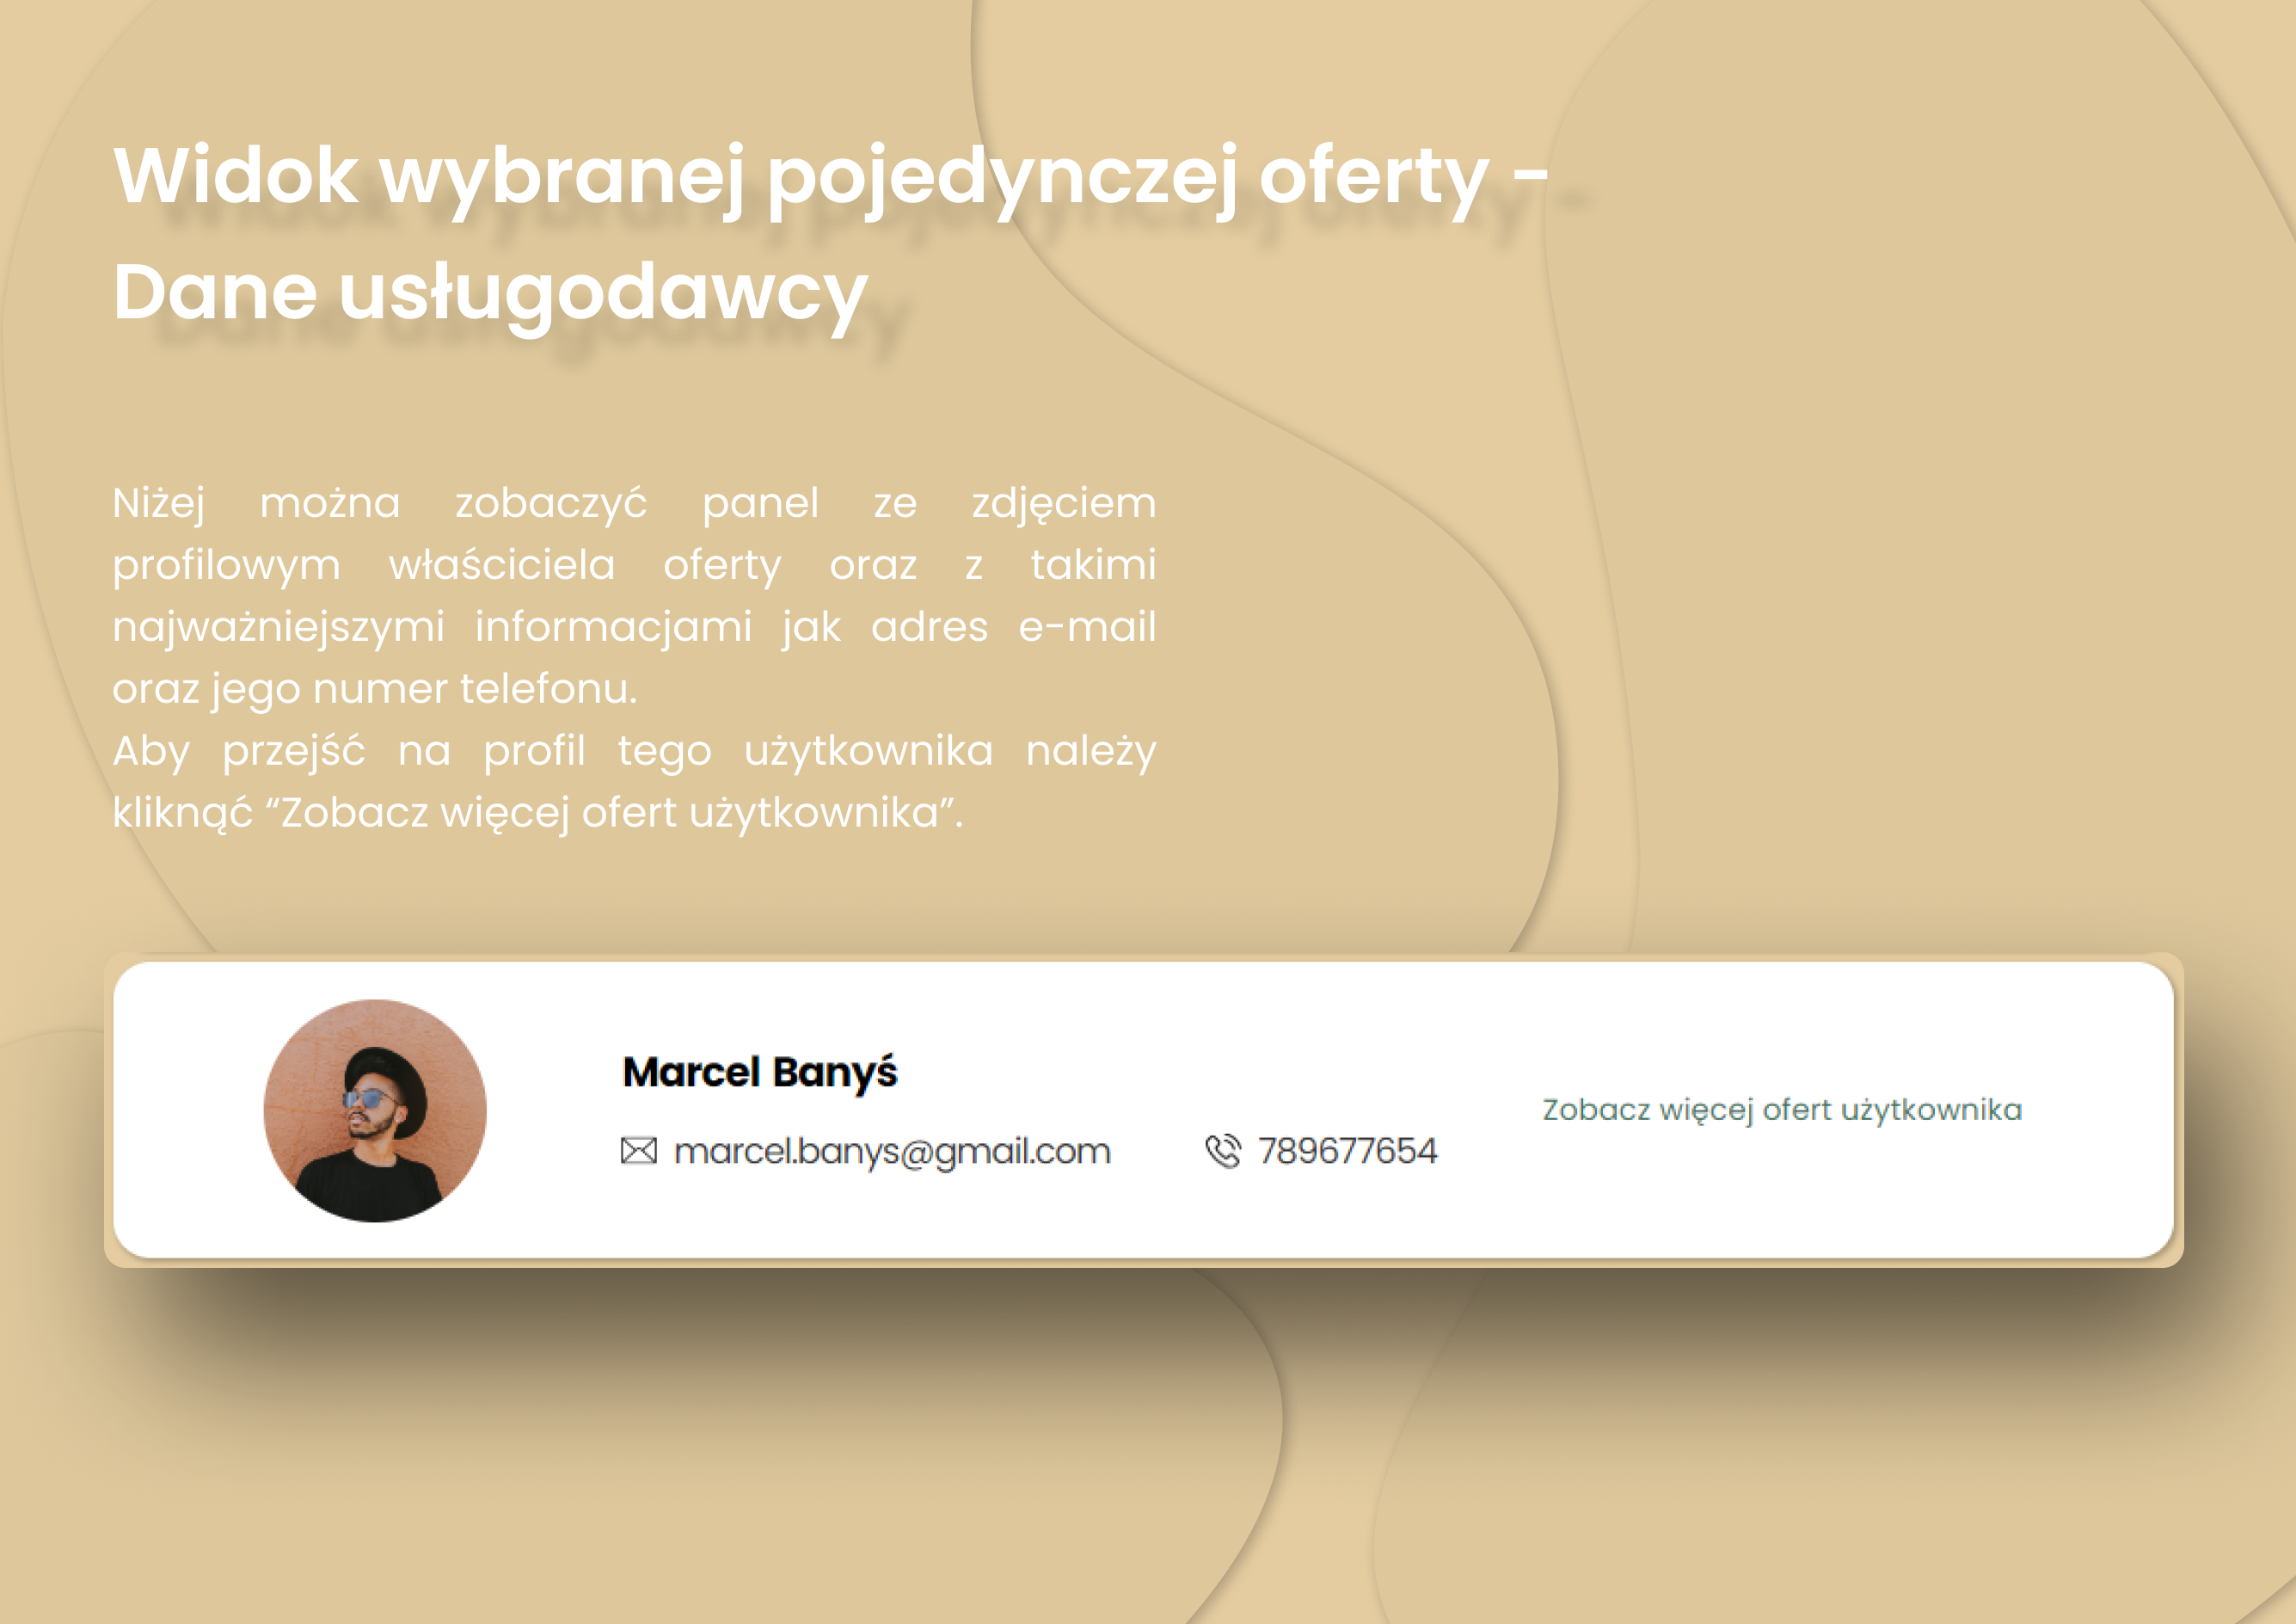 Widok wybranej pojedynczej oferty -
Dane usługodawcy
Niżej można zobaczyć panel ze zdjęciem
profilowym właściciela oferty oraz z takimi
najważniejszymi informacjami jak adres e-mail
oraz jego numer telefonu.
Aby przejść na profil tego użytkownika należy
kliknąć “Zobacz więcej ofert użytkownika”.
Marcel Banyś
marcel.banys@gmail.com
789677654
Zobacz więcej ofert użytkownika